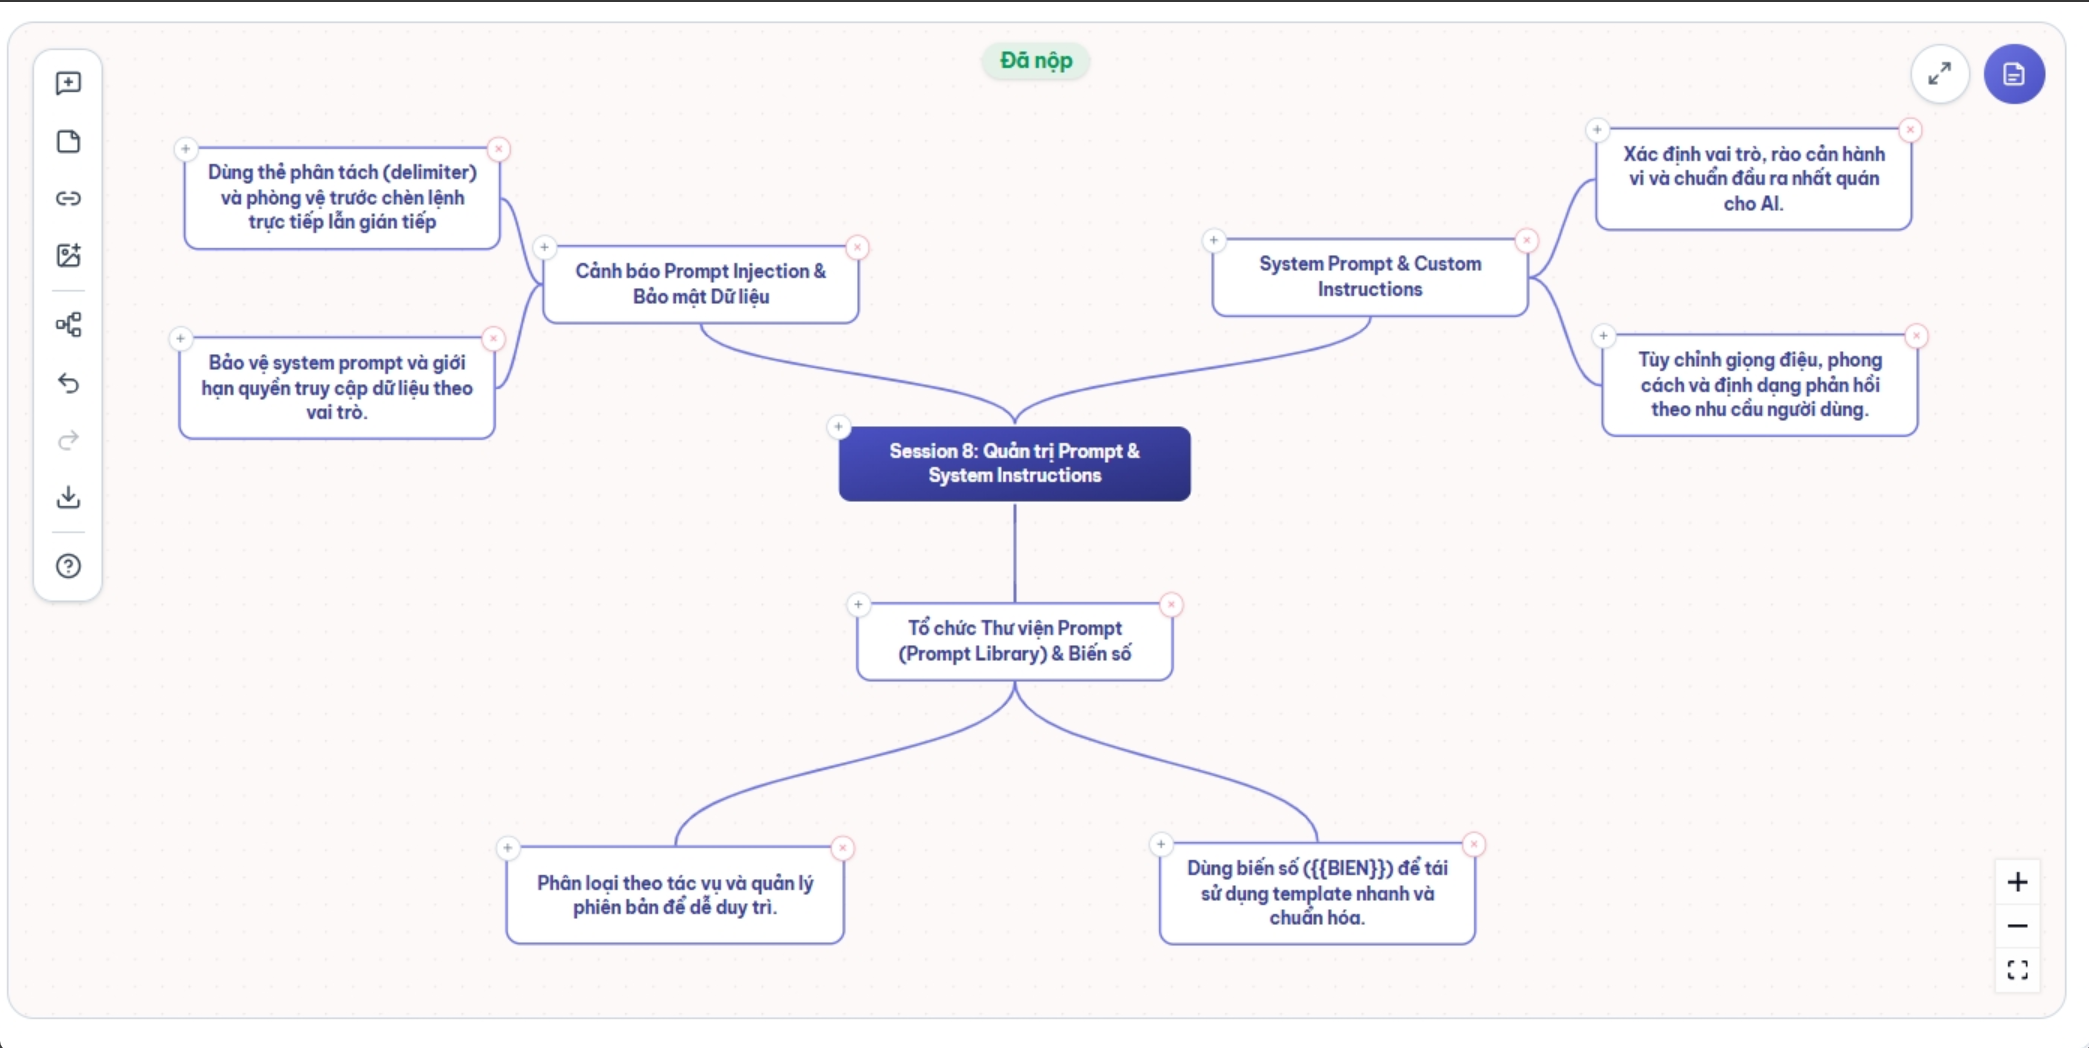 Đã nộp
Dùng thẻ phân tách (delimiter)
và phòng vệ trước chèn lệnh
trực tiếp lẫn gián tiếp
Cảnh báo Prompt Injection &
Bảo mật Dữ liệu
Bảo vệ system prompt và giới
hạn quyền truy cập dữ liệu theo
vai trò.
Xác định vai trò, rào cản hành
vi và chuẩn đầu ra nhất quán
cho AI.
System Prompt & Custom
Instructions
Tùy chỉnh giọng điệu, phong
cách và định dạng phản hồi
theo nhu cầu người dùng.
Session 8: Quản trị Prompt &
System Instructions
Tổ chức Thư viện Prompt
(Prompt Library) & Biến số
Phân loại theo tác vụ và quản lý
phiên bản để dễ duy trì.
Dùng biến số ({{BIEN}}) để tái
sử dụng template nhanh và
chuẩn hóa.